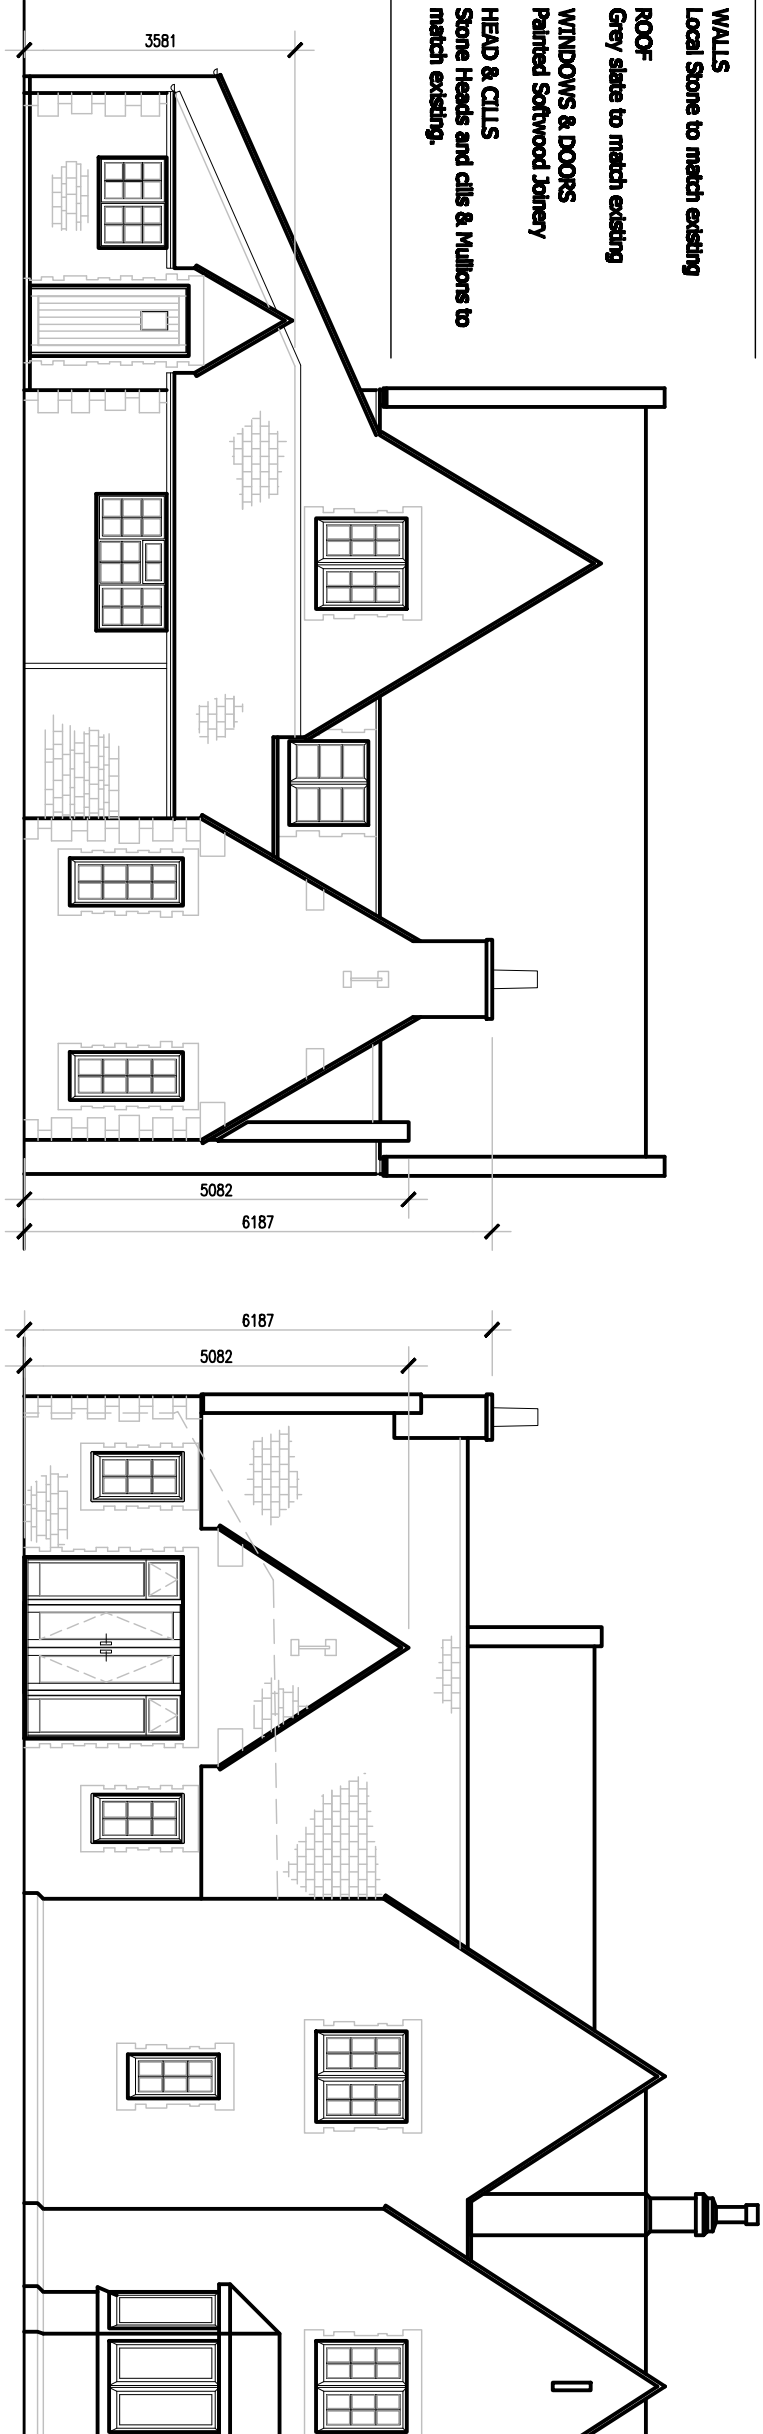 WALLS
Local Stone to match existing
ROOF
Grey slate to match existing
WINDOWS & DOORS
Painted Softwood Joinery
HEAD & CILLS
Stone Heads and cills & Mullions to
match existing.
3581
5082
6187
6187
5082